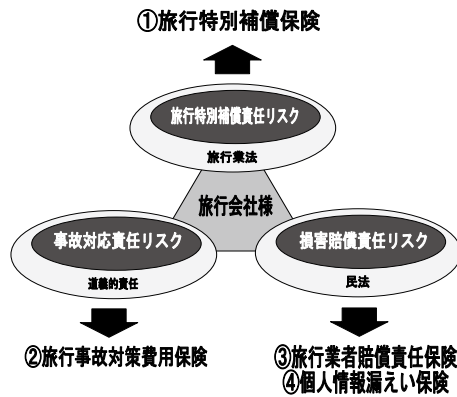 ①旅行特別補償保険
旅行特別補償責任リスク
旅行業法
旅行会社様
事故対応責任リスク
道義的責任
損害賠償責任リスク
民法
②旅行事故対策費用保険
③旅行業者賠償責任保険
④個人情報漏えい保険